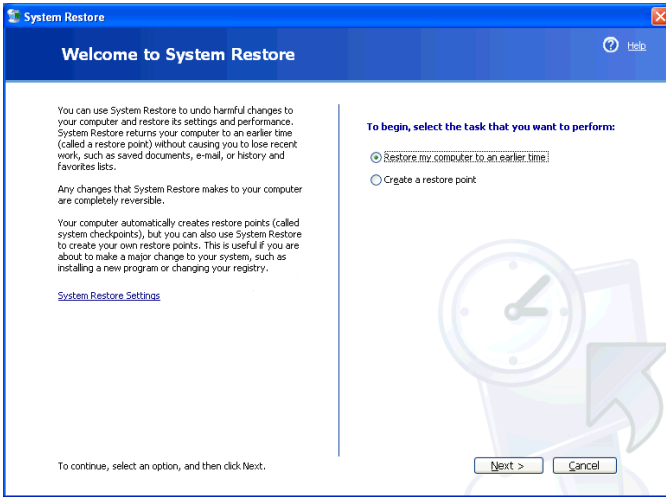 System Restore
Welcome to System Restore
Help
You can use System Restore to undo harmful changes to
your computer and restore its settings and performance.
System Restore returns your computer to an earlier time
(called a restore point) without causing you to lose recent
work, such as saved documents, e-mail, or history and
favorites lists.
Any changes that System Restore makes to your computer
are completely reversible.
Your computer automatically creates restore points (called
system checkpoints), but you can also use System Restore
to create your own restore points. This is useful if you are
about to make a major change to your system, such as
installing a new program or changing your registry.
System Restore Settings
To begin, select the task that you want to perform:
Restore my computer to an earlier time
Create a restore point
To continue, select an option, and then click Next.
Next >
Cancel